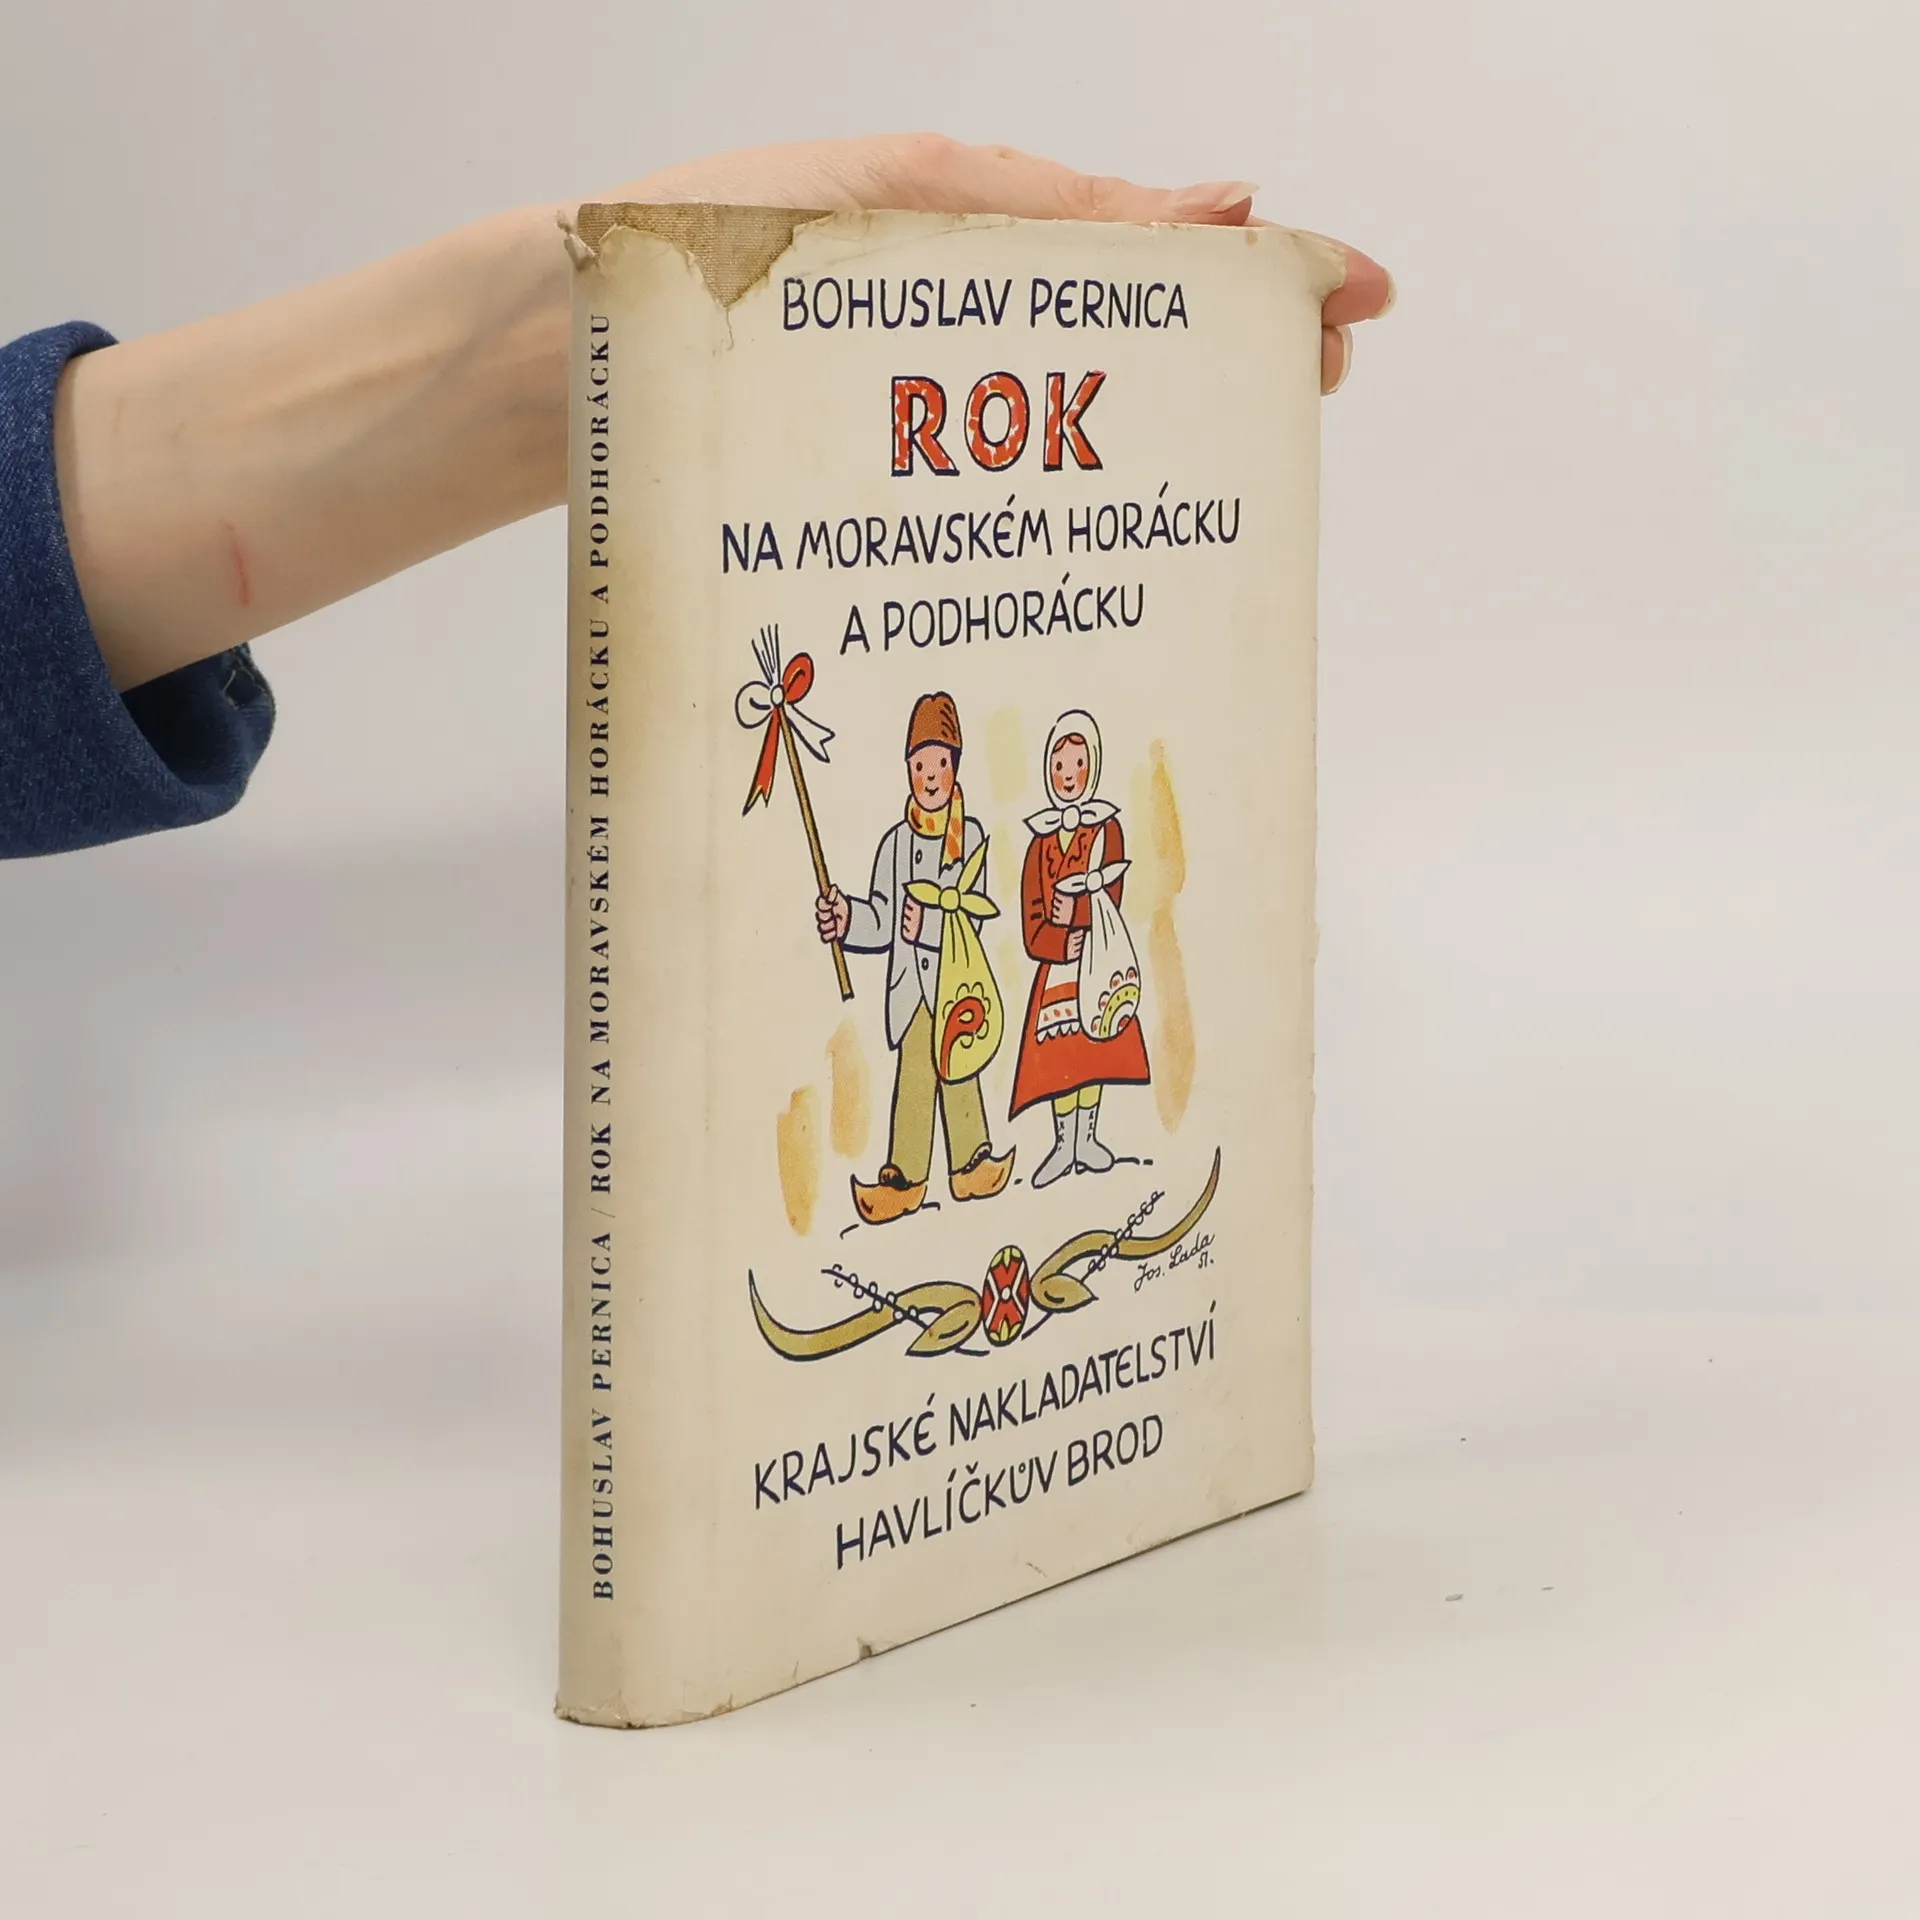 BOHUSLAV PERNICA / ROK NA MORAVSKÉM HORÁCKU A PODHORÁCKU
BOHUSLAV PERNICA
ROK
NA MORAVSKÉM HORÁCKU
A PODHORÁCKU
Jos. Lada
51.
KRAJSKÉ NAKLADATELSTVÍ
HAVLÍČKŮV BROD